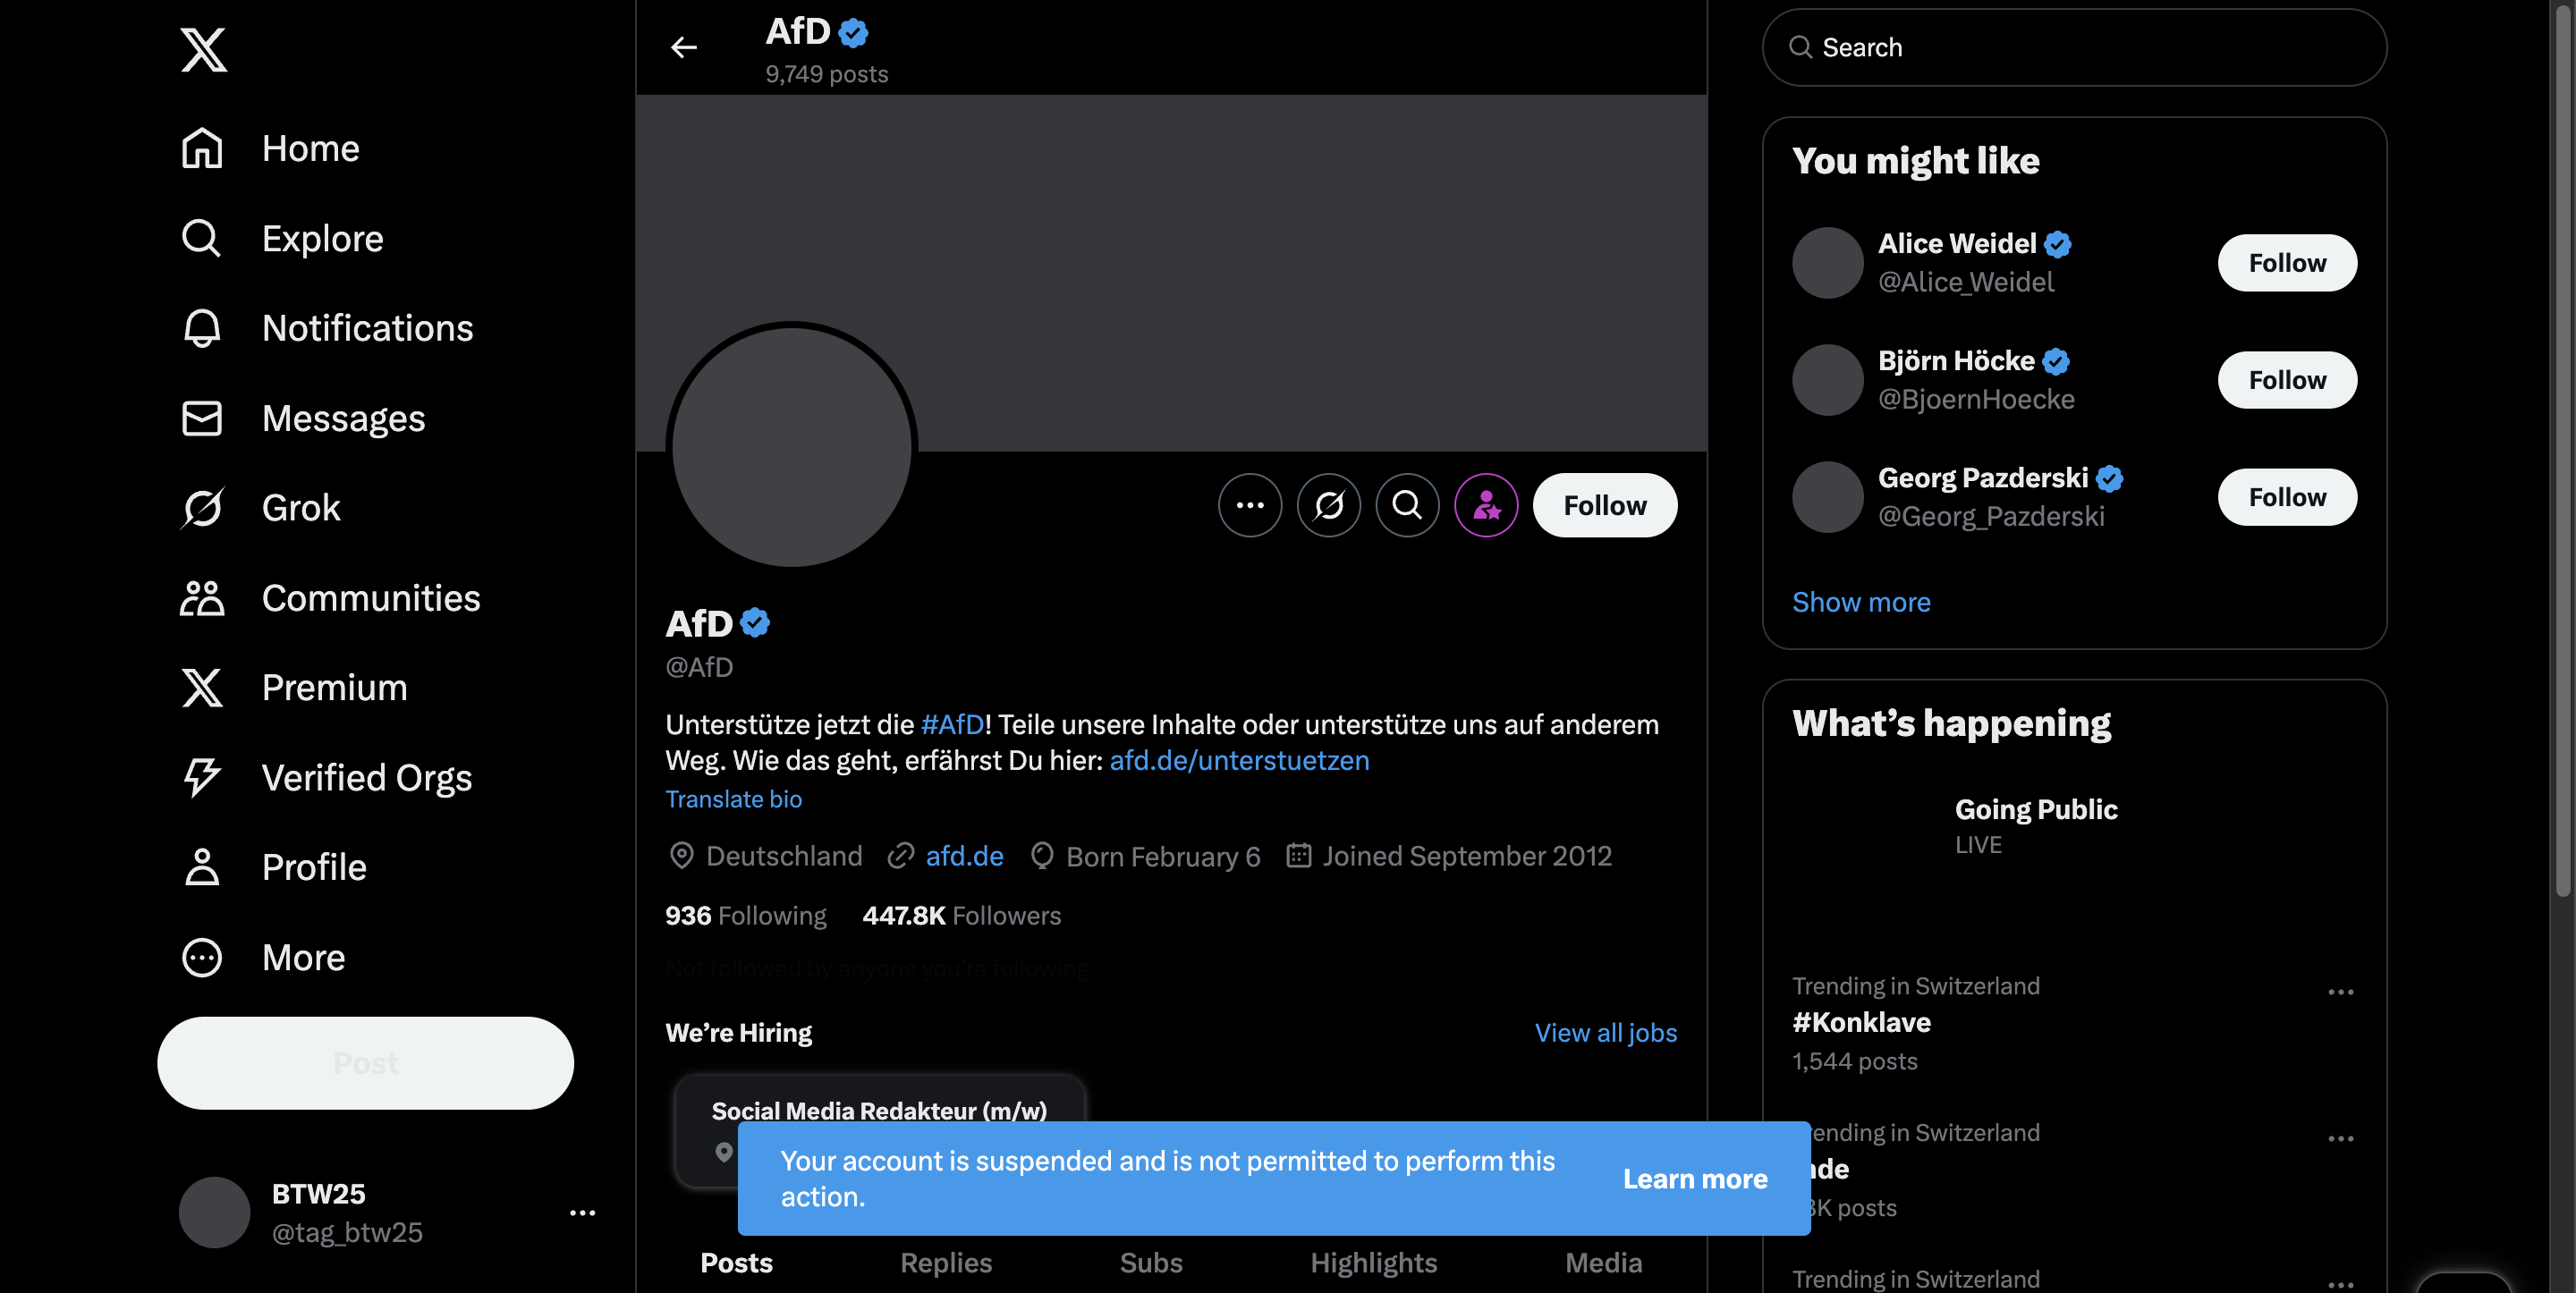 Home
Explore
Notifications
Messages
Grok
Communities
Premium
Verified Orgs
Profile
More
Post
BTW25
@tag_btw25
AfD
9,749 posts
Follow
AfD
@AfD
Unterstütze jetzt die #AfD! Teile unsere Inhalte oder unterstütze uns auf anderem
Weg. Wie das geht, erfährst Du hier: afd.de/unterstuetzen
Translate bio
Deutschland afd.de Born February 6 Joined September 2012
936 Following 447.8K Followers
Not followed by anyone you're following
We're Hiring View all jobs
Social Media Redakteur (m/w)
Your account is suspended and is not permitted to perform this
action.
Learn more
Posts Replies Subs Highlights Media
Search
You might like
Alice Weidel
@Alice_Weidel
Follow
Björn Höcke
@BjoernHoecke
Follow
Georg Pazderski
@Georg_Pazderski
Follow
Show more
What's happening
Going Public
LIVE
Trending in Switzerland
#Konklave
1,544 posts
in Switzerland
posts
Trending in Switzerland